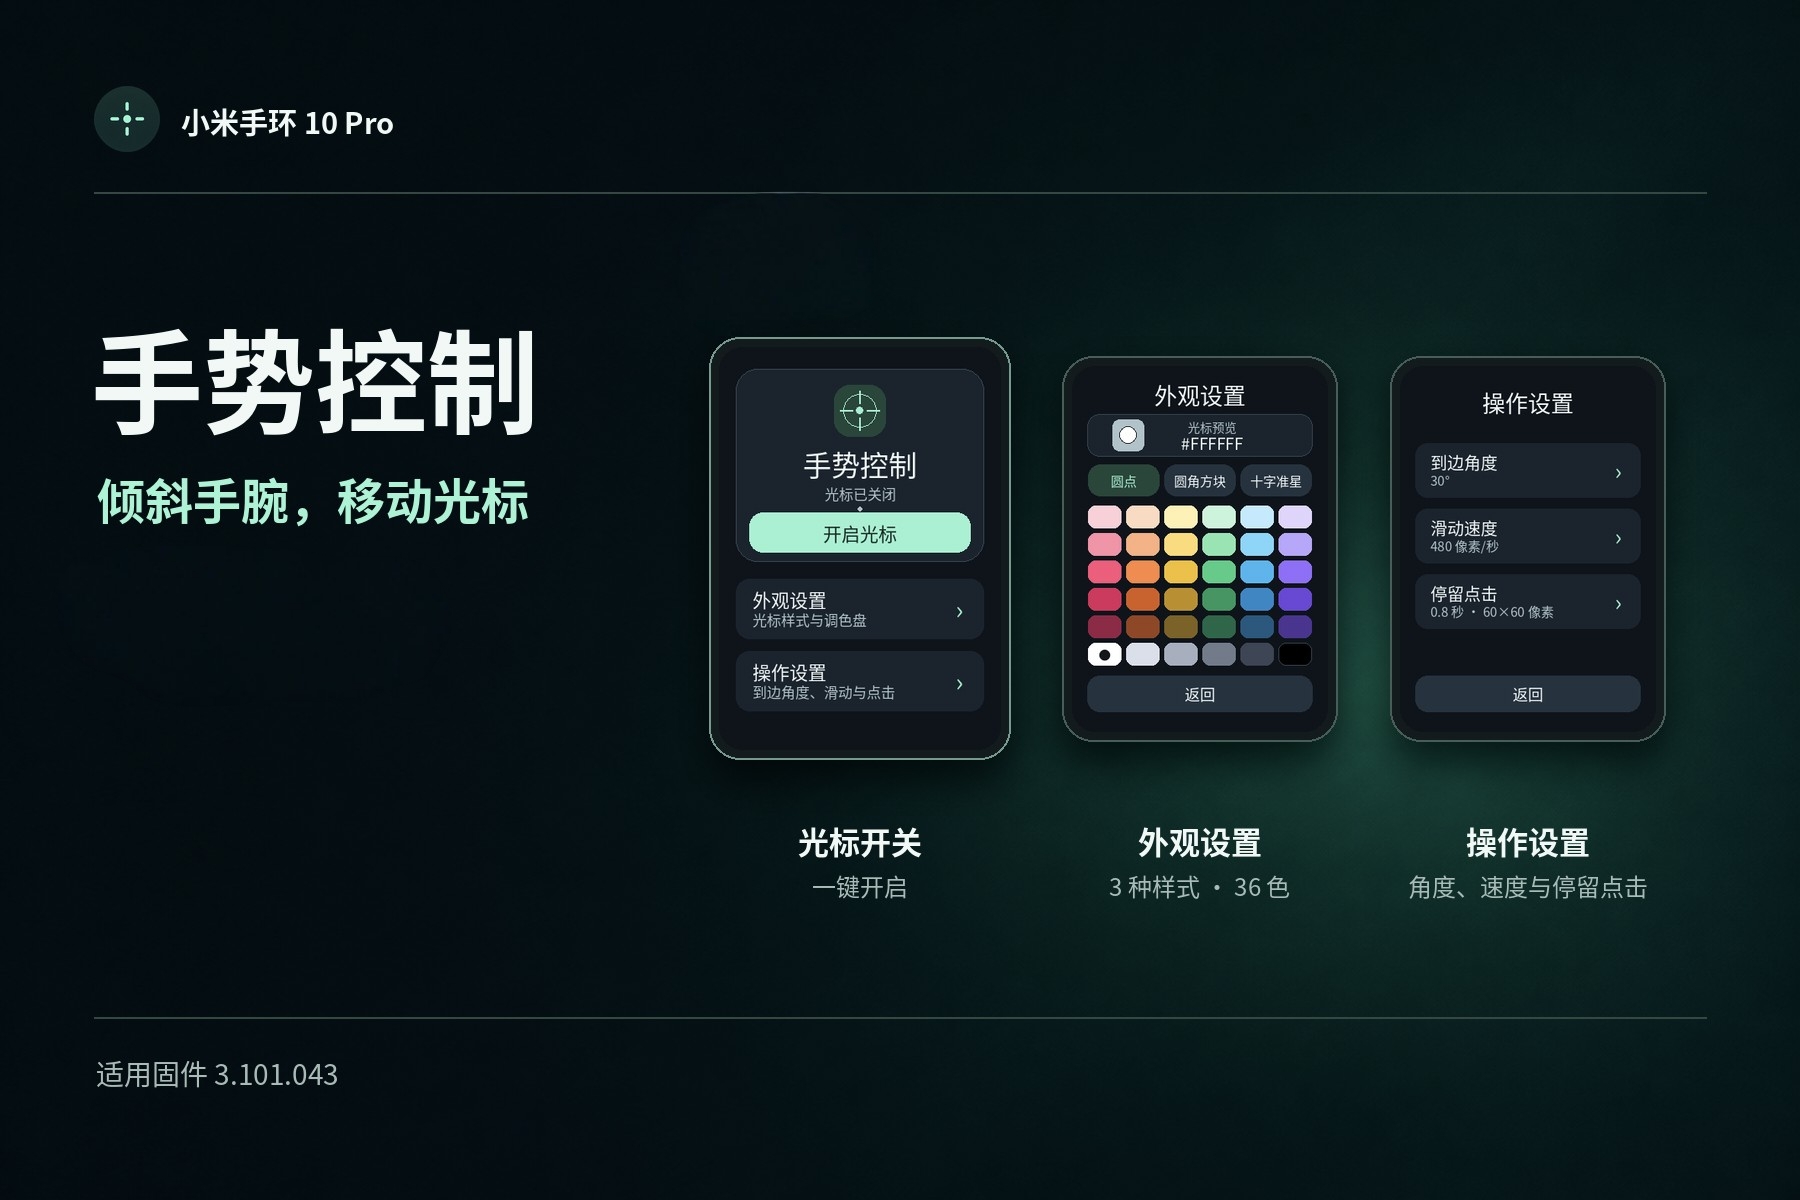 小米手环 10 Pro
手势控制
倾斜手腕，移动光标
手势控制
光标已关闭
开启光标
外观设置
光标样式与调色盘
›
操作设置
到边角度、滑动与点击
›
外观设置
光标预览
#FFFFFF
圆点 圆角方块 十字准星
返回
操作设置
到边角度
30°
›
滑动速度
480 像素/秒
›
停留点击
0.8 秒 · 60×60 像素
›
返回
光标开关
一键开启
外观设置
3 种样式 · 36 色
操作设置
角度、速度与停留点击
适用固件 3.101.043